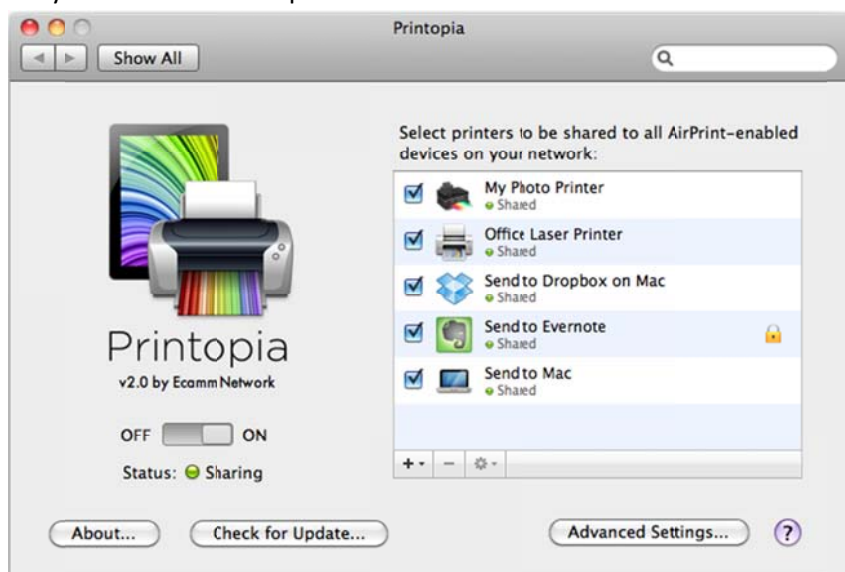 Printopia
Show All
Select printers to be shared to all AirPrint-enabled
devices on your network:
My Photo Printer
Shared
Office Laser Printer
Shared
Send to Dropbox on Mac
Shared
Send to Evernote
Shared
Send to Mac
Shared
Printopia
v2.0 by Ecamm Network
OFF ON
Status: Sharing
About... Check for Update... Advanced Settings... ?